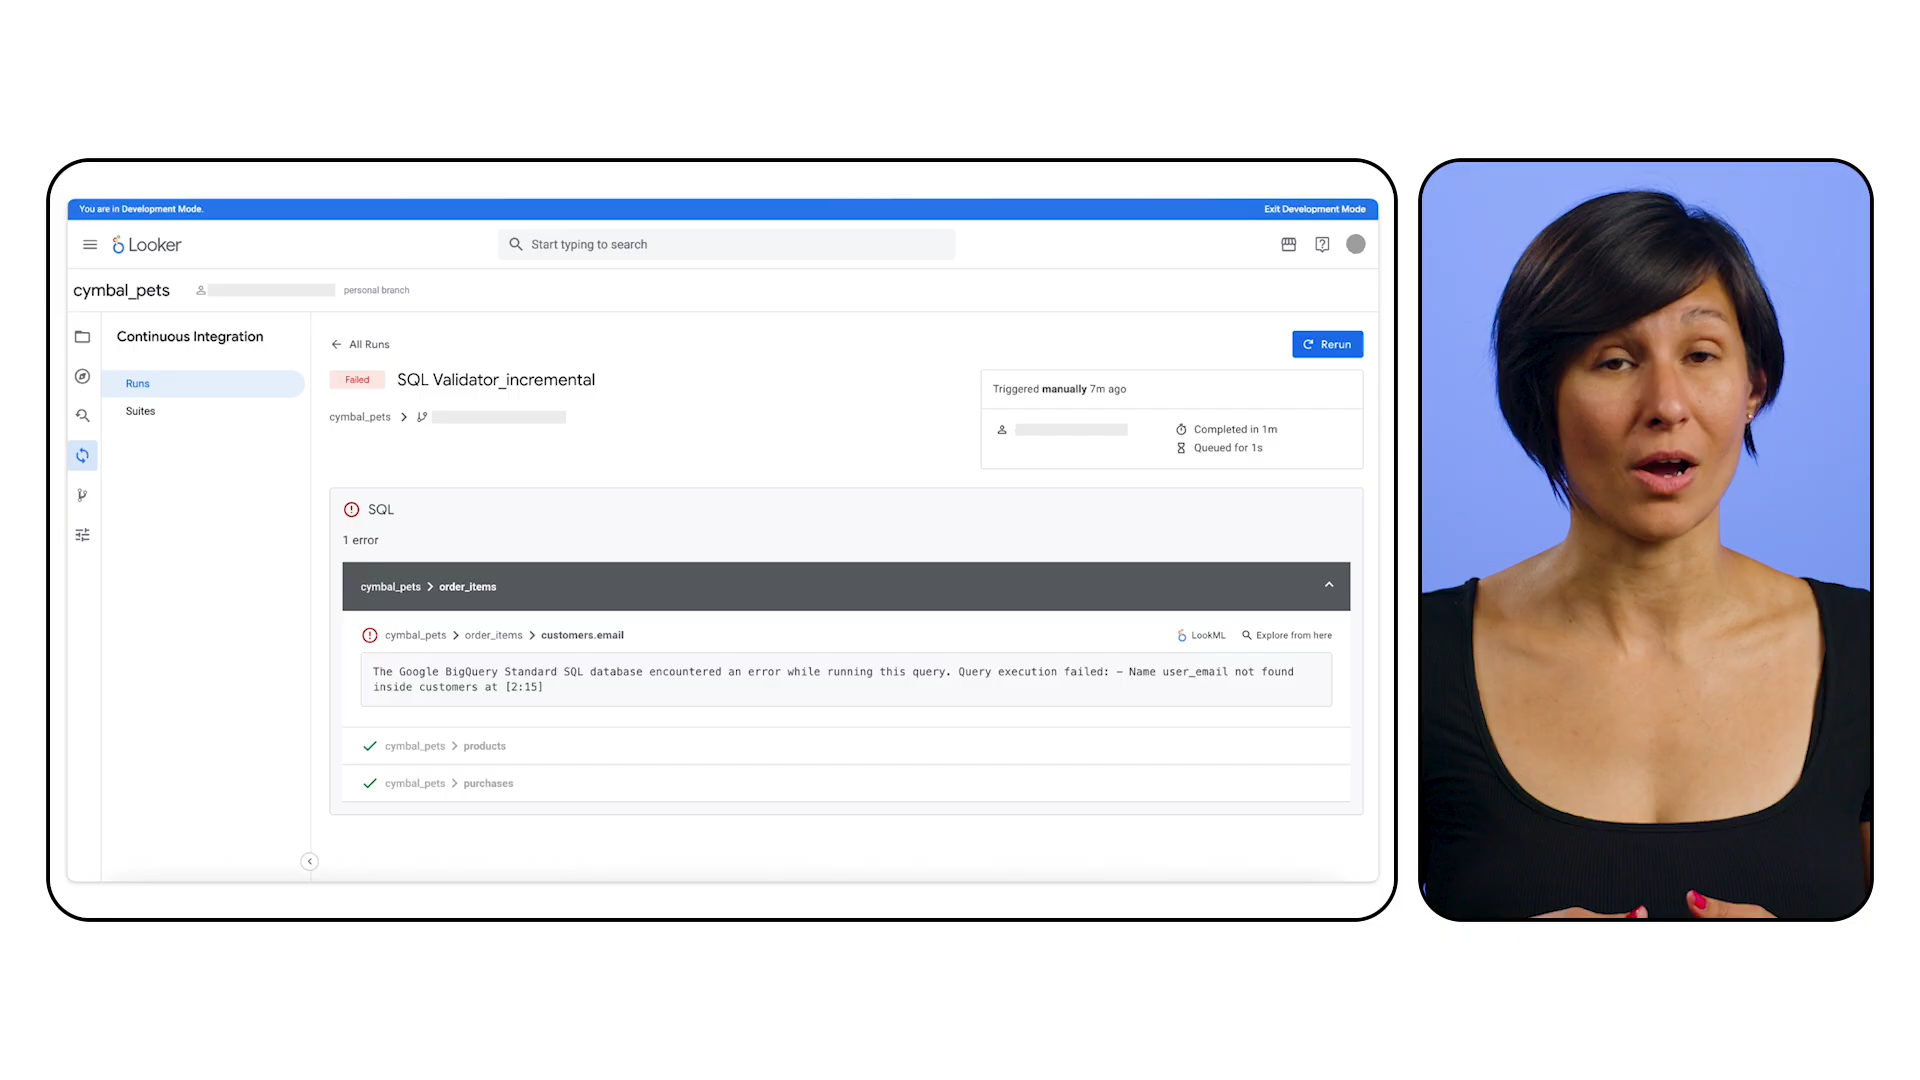 You are in Development Mode.
Exit Development Mode
Looker
Start typing to search
cymbal_pets
personal branch
Continuous Integration
Runs
Suites
All Runs
Rerun
Failed
SQL Validator_incremental
cymbal_pets
Triggered manually 7m ago
Completed in 1m
Queued for 1s
SQL
1 error
cymbal_pets > order_items
cymbal_pets > order_items > customers.email
LookML
Explore from here
The Google BigQuery Standard SQL database encountered an error while running this query. Query execution failed: – Name user_email not found
inside customers at [2:15]
cymbal_pets > products
cymbal_pets > purchases